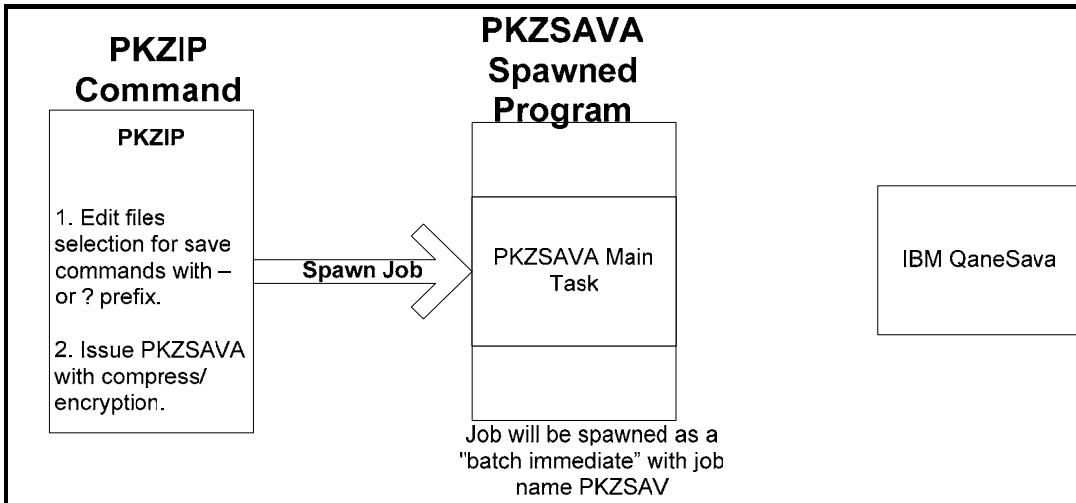 PKZIP
Command
PKZIP
1. Edit files
selection for save
commands with –
or ? prefix.
2. Issue PKZSAVA
with compress/
encryption.
Spawn Job
PKZSAVA
Spawned
Program
PKZSAVA Main
Task
Job will be spawned as a
"batch immediate” with job
name PKZSAV
IBM QaneSava